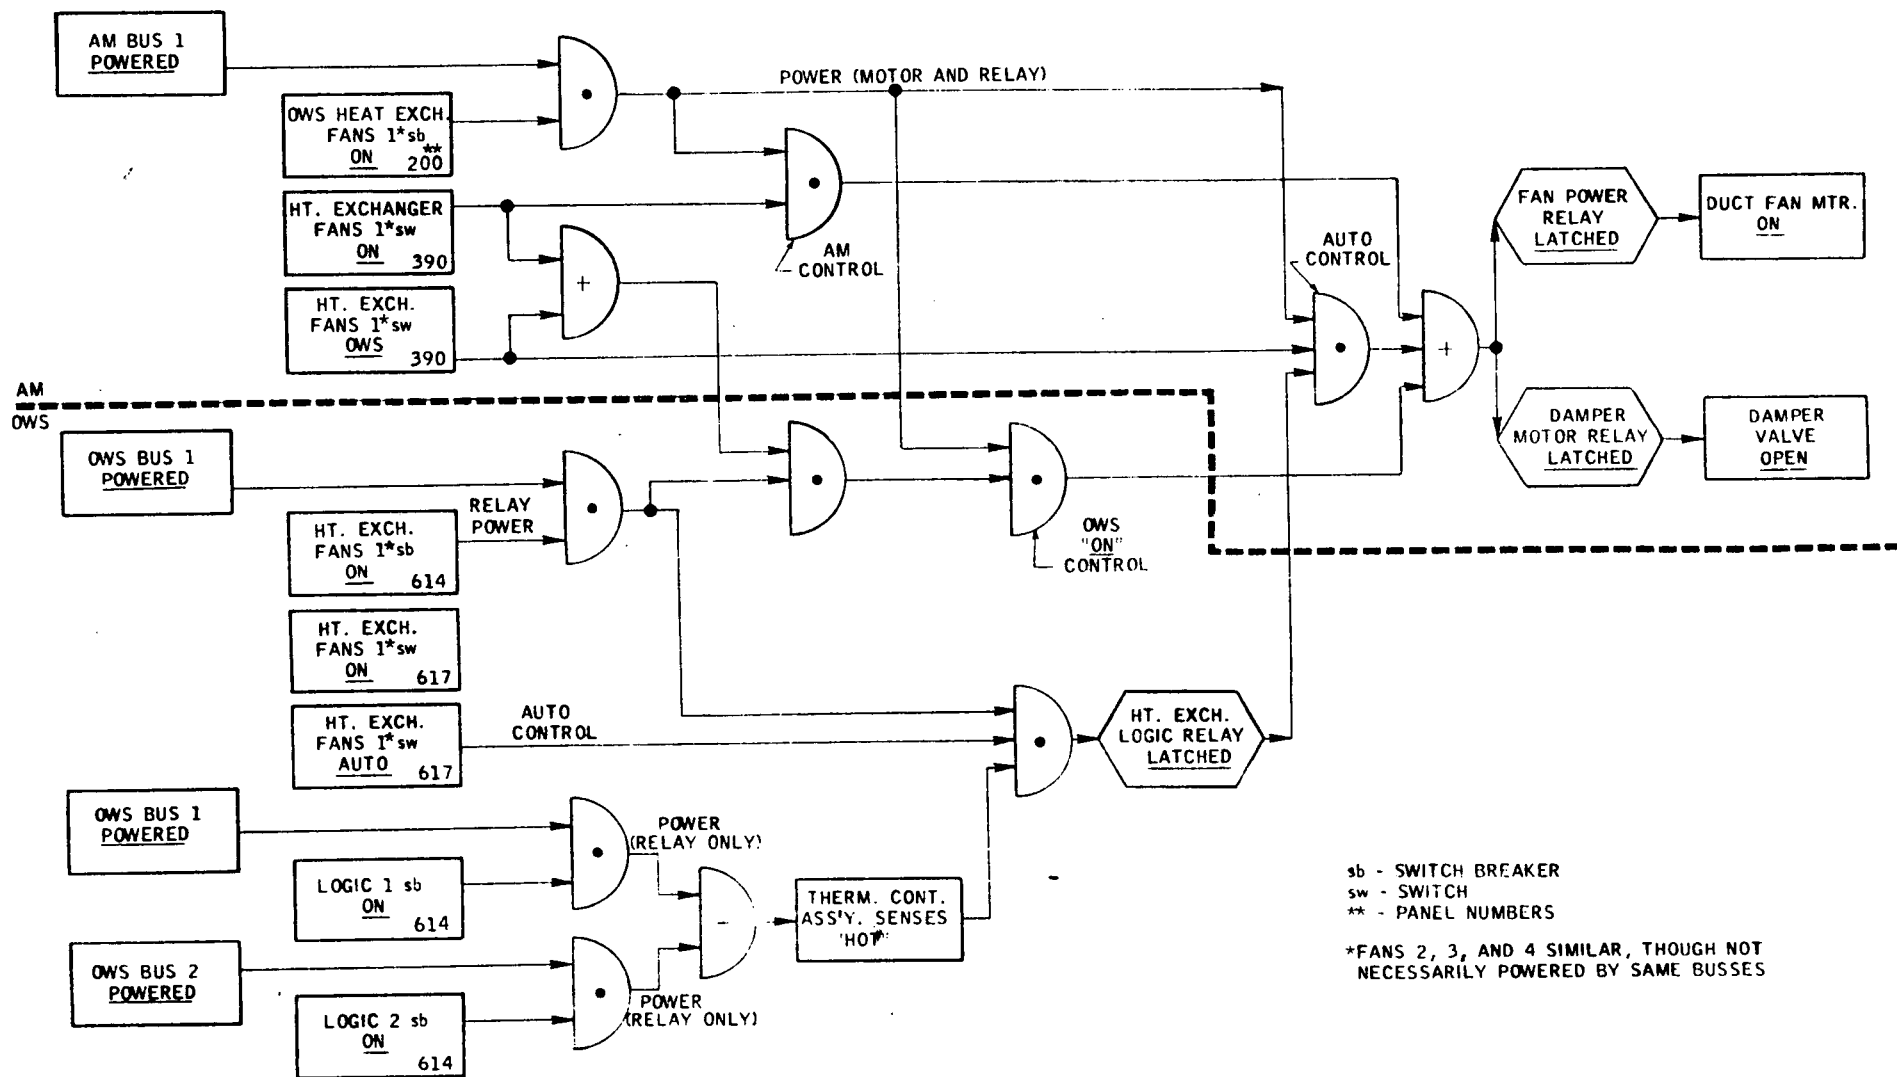 AM BUS 1
POWERED
OWS HEAT EXCH.
FANS 1*sb
ON
**
200
HT. EXCHANGER
FANS 1*sw
ON
390
HT. EXCH.
FANS 1*sw
OWS
390
POWER (MOTOR AND RELAY)
•
•
+
AM
CONTROL
AUTO
CONTROL
•
+
FAN POWER
RELAY
LATCHED
DUCT FAN MTR.
ON
DAMPER
MOTOR RELAY
LATCHED
DAMPER
VALVE
OPEN
AM
OWS
OWS BUS 1
POWERED
RELAY
POWER
HT. EXCH.
FANS 1*sb
ON
614
•
•
•
OWS
"ON"
CONTROL
HT. EXCH.
FANS 1*sw
ON
617
HT. EXCH.
FANS 1*sw
AUTO
617
AUTO
CONTROL
•
HT. EXCH.
LOGIC RELAY
LATCHED
OWS BUS 1
POWERED
LOGIC 1 sb
ON
614
•
POWER
(RELAY ONLY)
OWS BUS 2
POWERED
LOGIC 2 sb
ON
614
•
POWER
(RELAY ONLY)
-
THERM. CONT.
ASS'Y. SENSES
'HOT"
sb - SWITCH BREAKER
sw - SWITCH
** - PANEL NUMBERS
*FANS 2, 3, AND 4 SIMILAR, THOUGH NOT
NECESSARILY POWERED BY SAME BUSSES